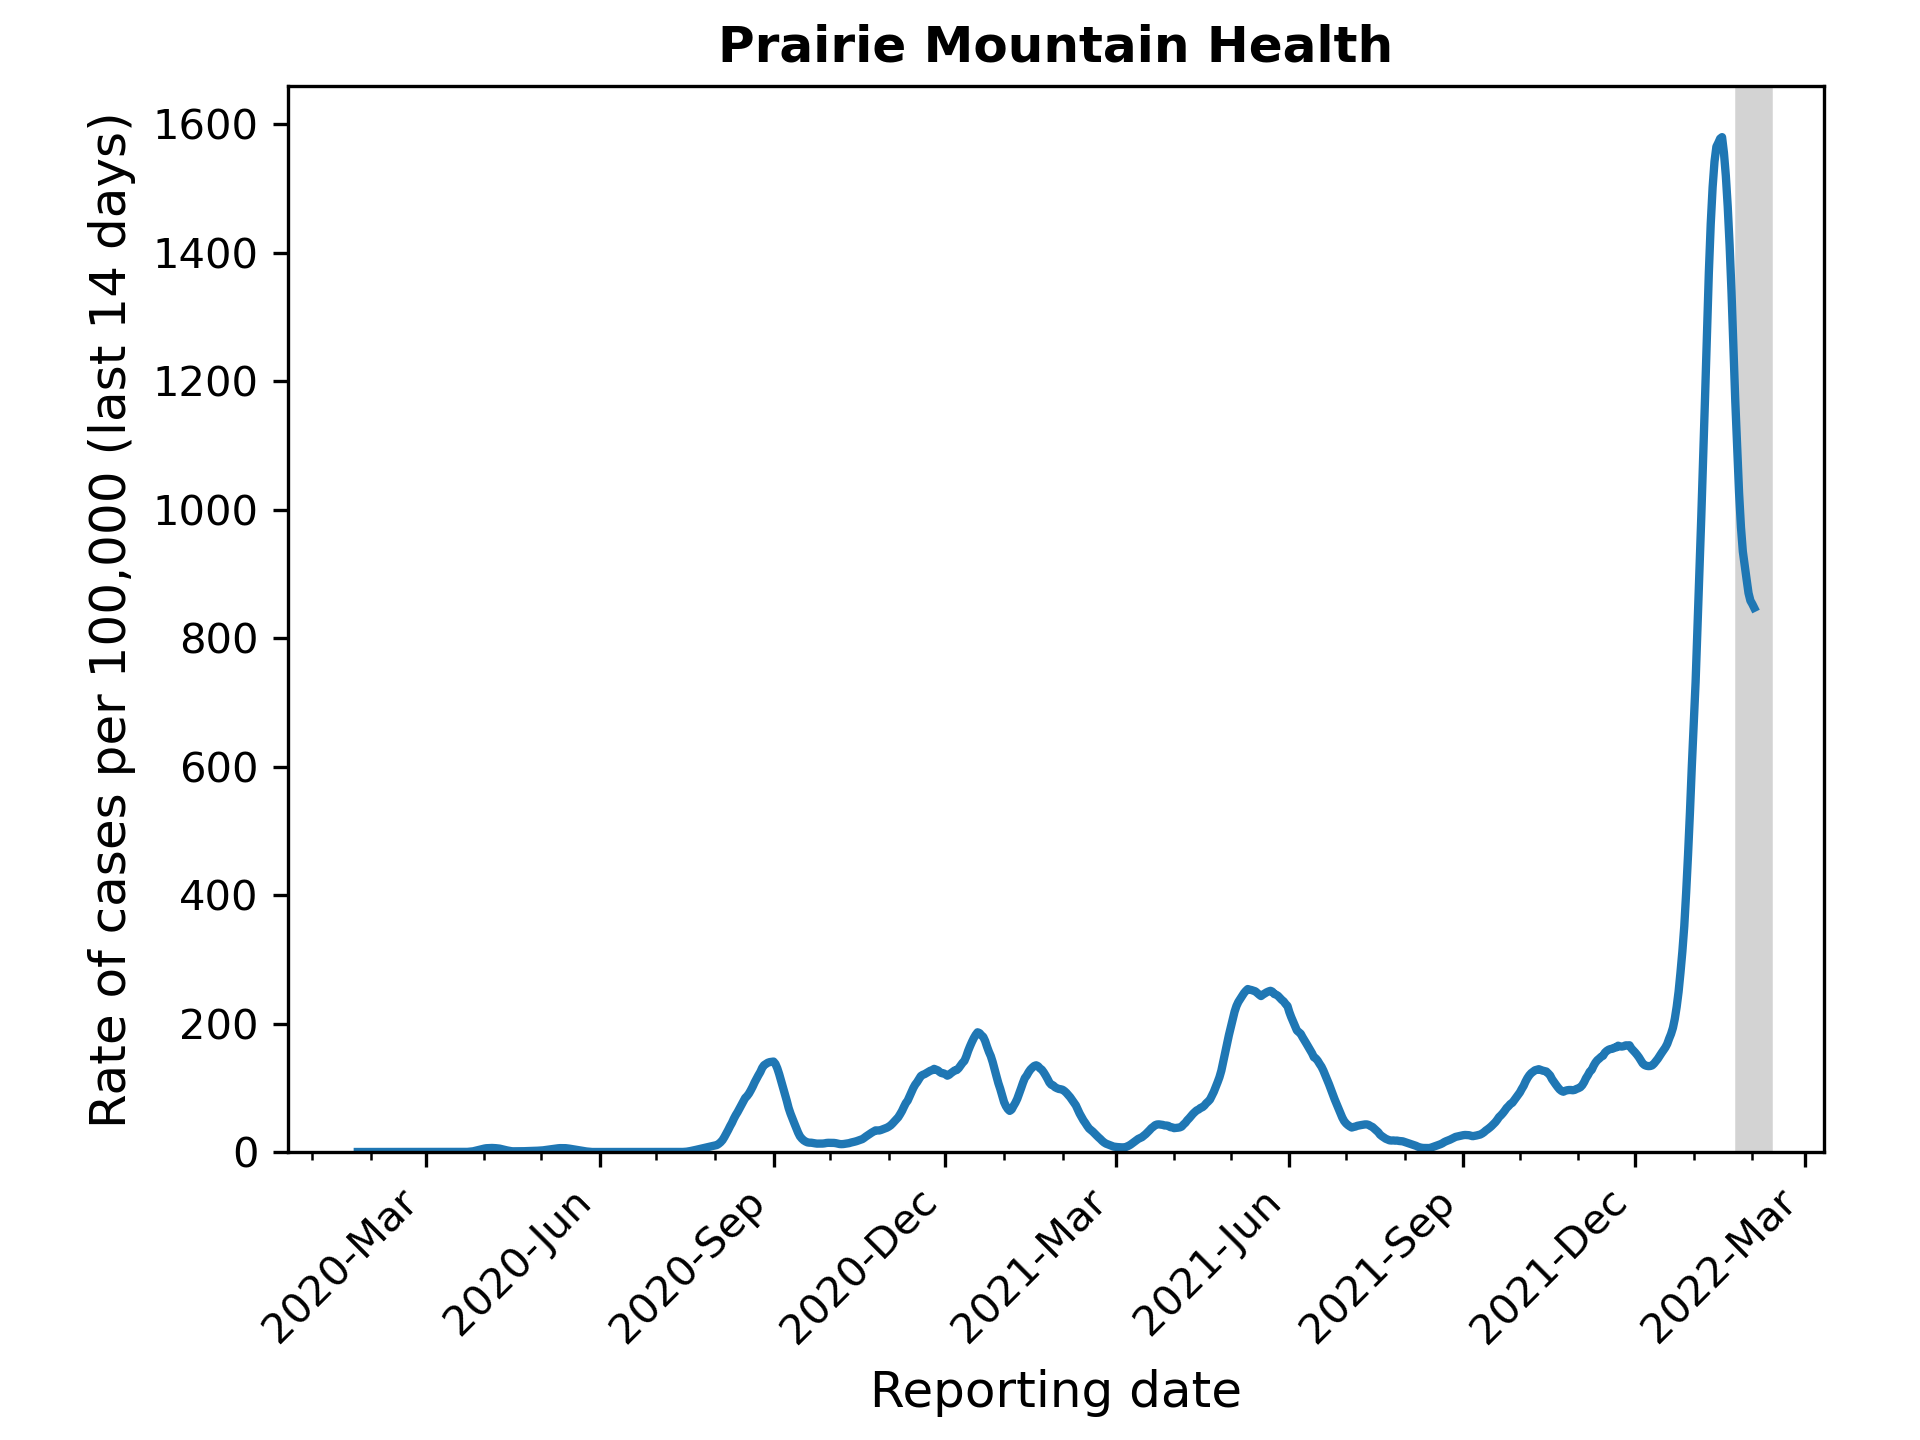 Prairie Mountain Health
Rate of cases per 100,000 (last 14 days)
1600
1400
1200
1000
800
600
400
200
0
2020-Mar
2020-Jun
2020-Sep
2020-Dec
2021-Mar
2021-Jun
2021-Sep
2021-Dec
2022-Mar
Reporting date